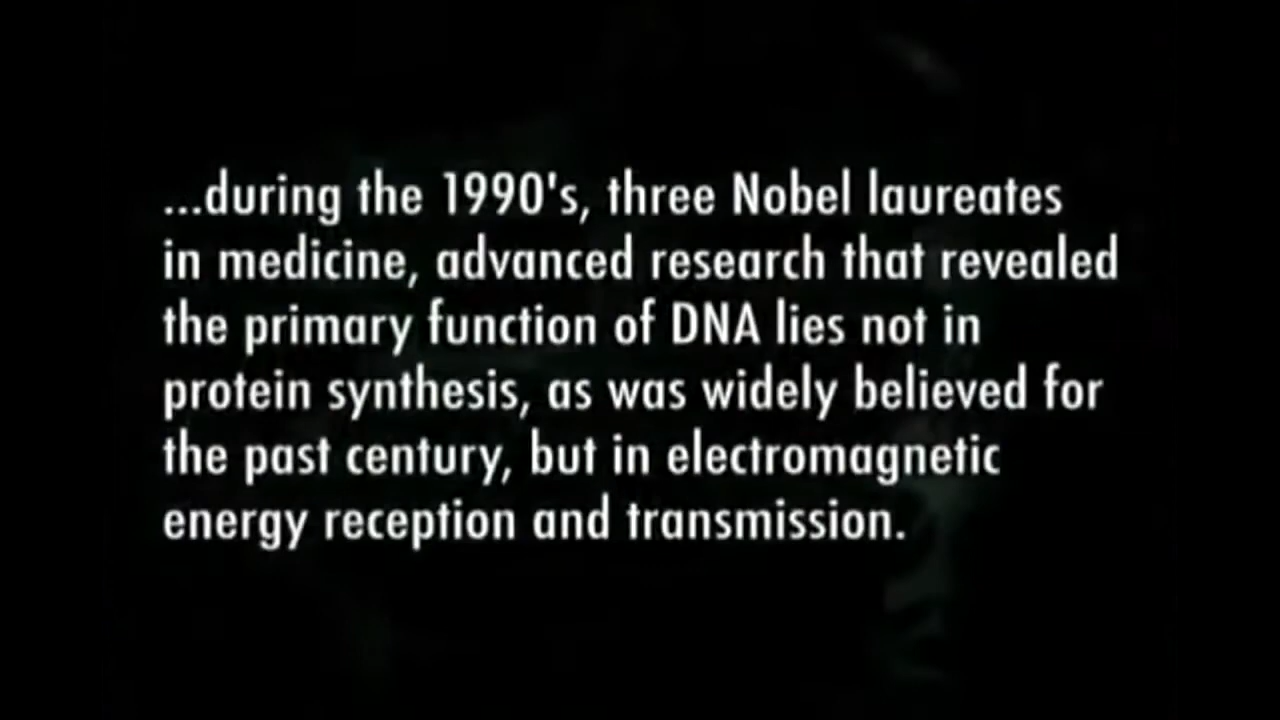 ...during the 1990's, three Nobel laureates
in medicine, advanced research that revealed
the primary function of DNA lies not in
protein synthesis, as was widely believed for
the past century, but in electromagnetic
energy reception and transmission.